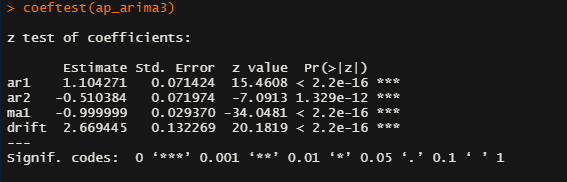 > coeftest(ap_arima3)
z test of coefficients:
Estimate Std. Error z value Pr(>|z|)
ar1 1.104271 0.071424 15.4608 < 2.2e-16 ***
ar2 -0.510384 0.071974 -7.0913 1.329e-12 ***
ma1 -0.999999 0.029370 -34.0481 < 2.2e-16 ***
drift 2.669445 0.132269 20.1819 < 2.2e-16 ***
---
Signif. codes: 0 ‘***’ 0.001 ‘**’ 0.01 ‘*’ 0.05 ‘.’ 0.1 ‘ ’ 1